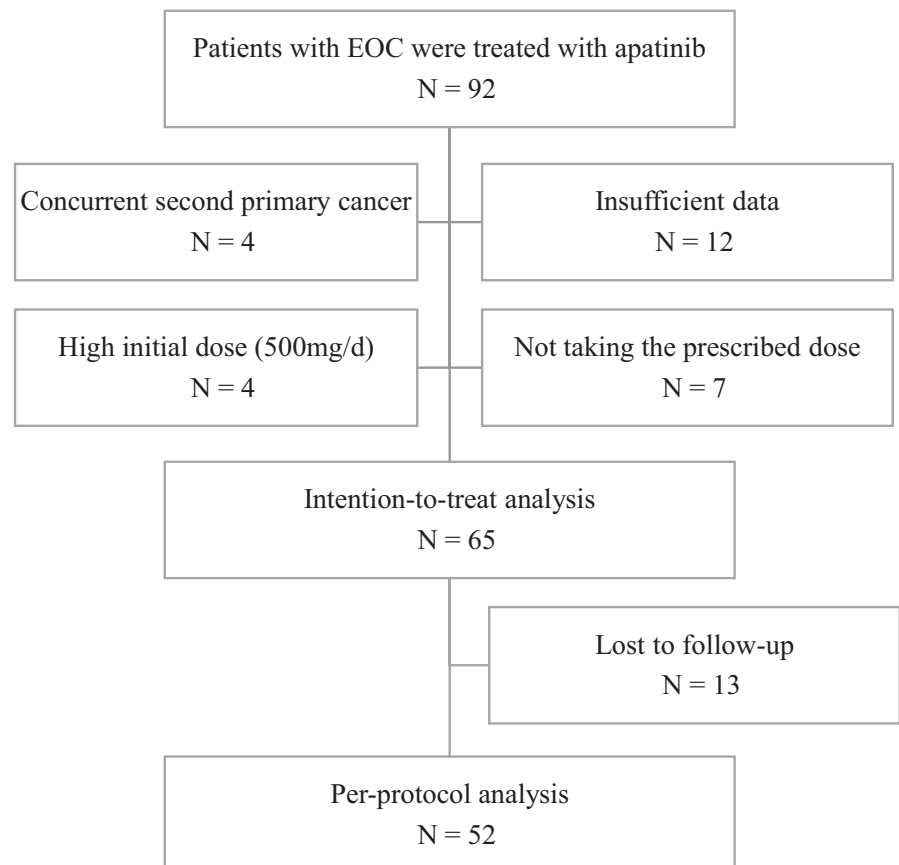 Patients with EOC were treated with apatinib
N = 92
Concurrent second primary cancer
N = 4
Insufficient data
N = 12
High initial dose (500mg/d)
N = 4
Not taking the prescribed dose
N = 7
Intention-to-treat analysis
N = 65
Lost to follow-up
N = 13
Per-protocol analysis
N = 52